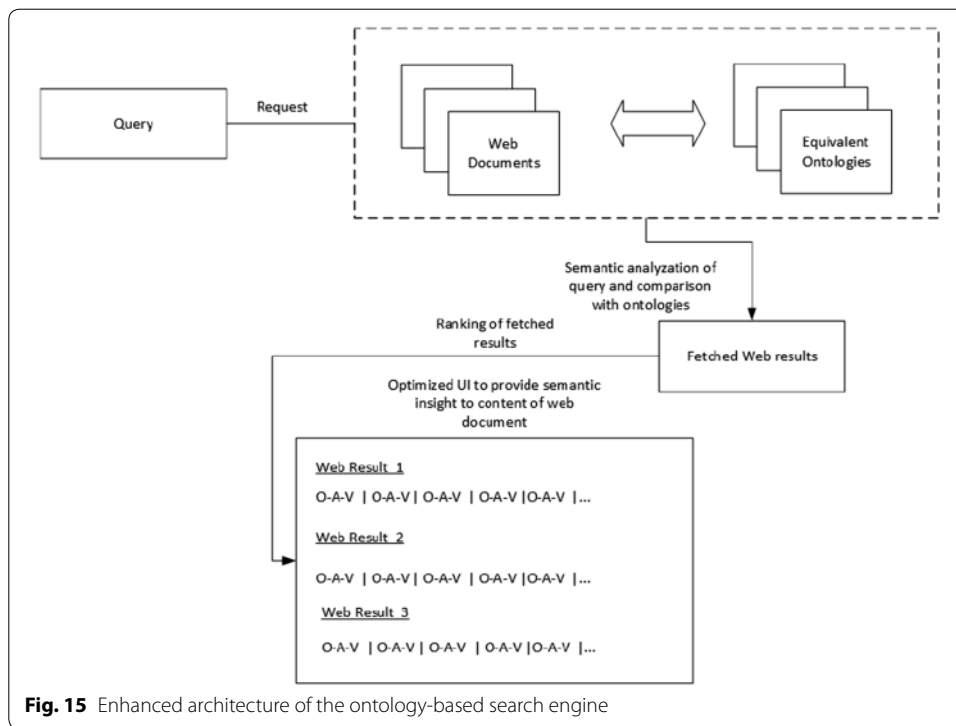 Query
Request
Web
Documents
Equivalent
Ontologies
Semantic analyzation of
query and comparison
with ontologies
Ranking of fetched
results
Fetched Web results
Optimized UI to provide semantic
insight to content of web
document
Web Result 1
O-A-V | O-A-V | O-A-V | O-A-V |O-A-V |...
Web Result 2
O-A-V | O-A-V | O-A-V | O-A-V |O-A-V |...
Web Result 3
O-A-V | O-A-V | O-A-V | O-A-V |O-A-V |...
Fig. 15 Enhanced architecture of the ontology-based search engine